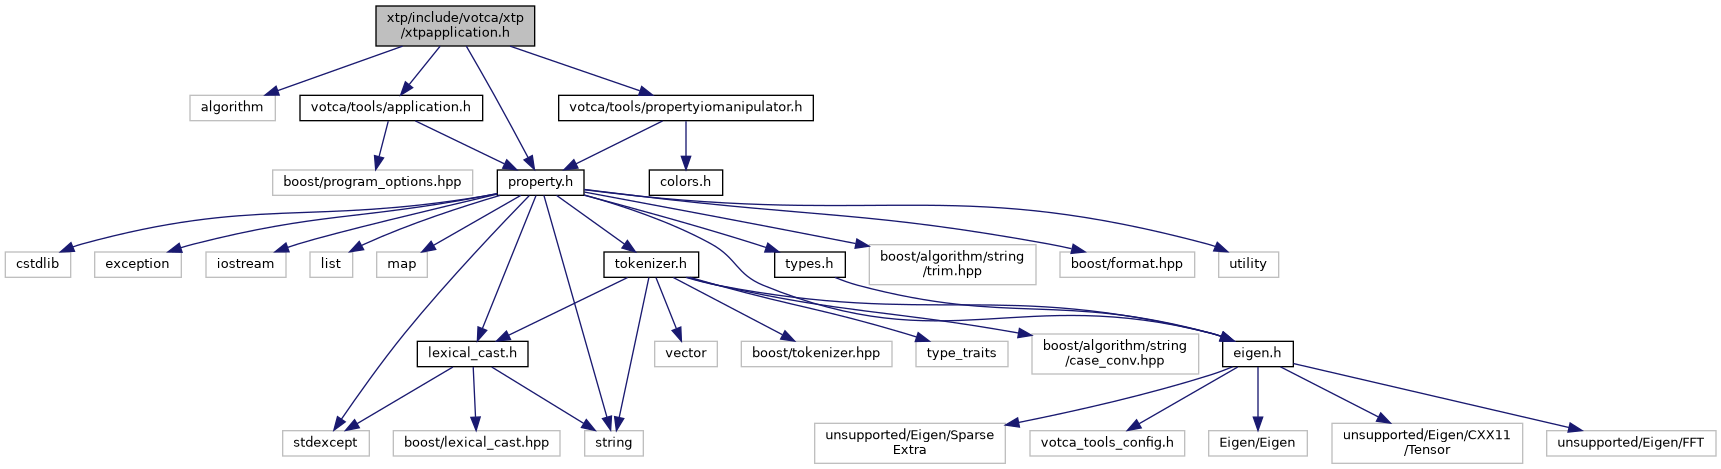 xtp/include/votca/xtp
/xtpapplication.h
algorithm
votca/tools/application.h
votca/tools/propertyiomanipulator.h
boost/program_options.hpp
property.h
colors.h
cstdlib
exception
iostream
list
map
tokenizer.h
types.h
boost/algorithm/string
/trim.hpp
boost/format.hpp
utility
lexical_cast.h
vector
boost/tokenizer.hpp
type_traits
boost/algorithm/string
/case_conv.hpp
eigen.h
stdexcept
boost/lexical_cast.hpp
string
unsupported/Eigen/Sparse
Extra
votca_tools_config.h
Eigen/Eigen
unsupported/Eigen/CXX11
/Tensor
unsupported/Eigen/FFT